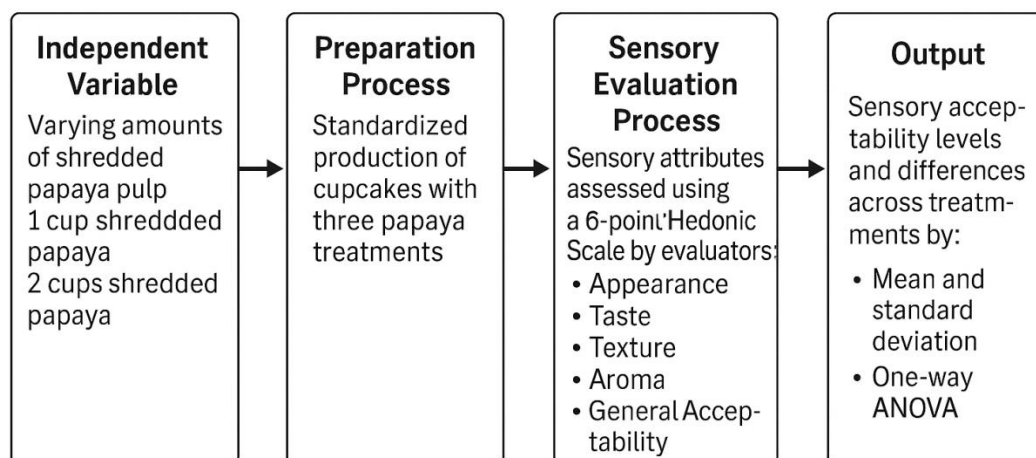 Independent
Variable
Varying amounts
of shredded
papaya pulp
1 cup shreddded
papaya
2 cups shredded
papaya
Preparation
Process
Standardized
production of
cupcakes with
three papaya
treatments
Sensory
Evaluation
Process
Sensory attributes
assessed using
a 6-point'Hedonic
Scale by evaluators:
• Appearance
• Taste
• Texture
• Aroma
• General Accep-
tability
Output
Sensory accep-
tability levels
and differences
across treatm-
ments by:
• Mean and
standard
deviation
• One-way
ANOVA